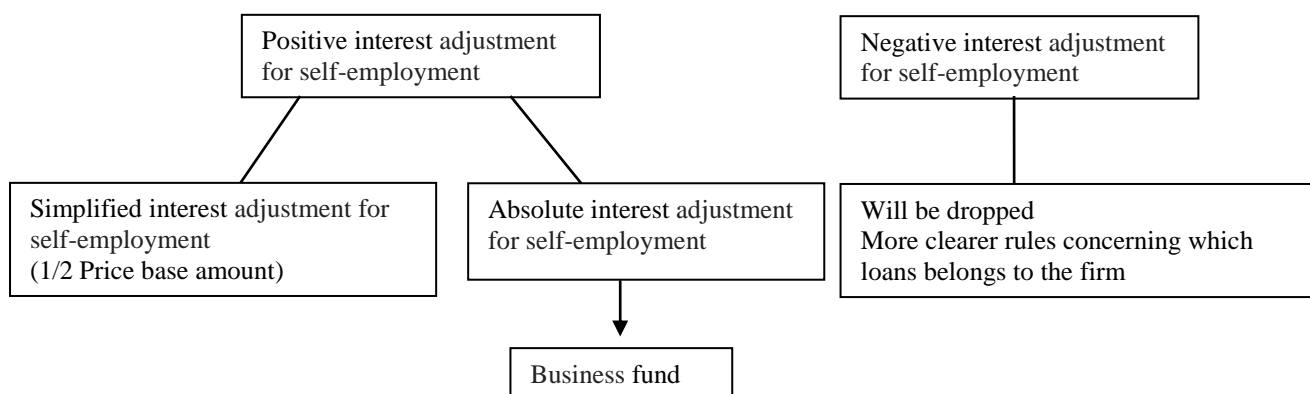 Positive interest adjustment
for self-employment
Negative interest adjustment
for self-employment
Simplified interest adjustment for
self-employment
(1/2 Price base amount)
Absolute interest adjustment
for self-employment
Will be dropped
More clearer rules concerning which
loans belongs to the firm
Business fund